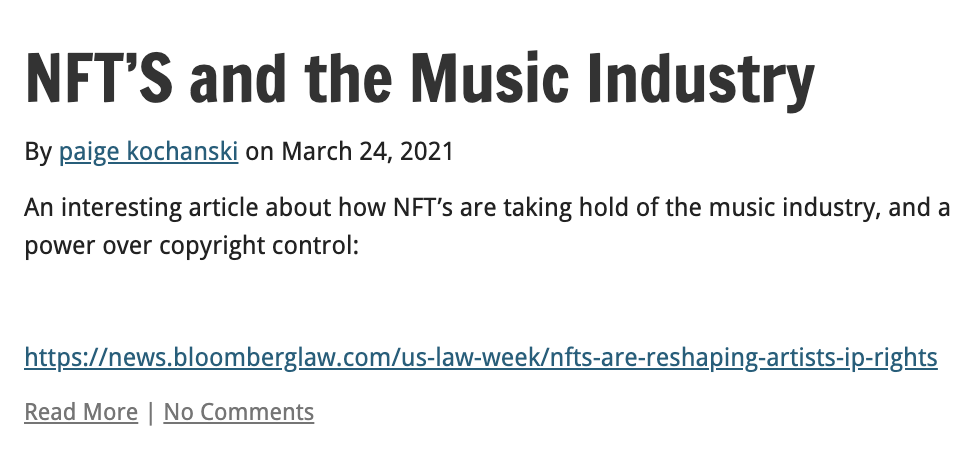 NFT’S and the Music Industry
By paige kochanski on March 24, 2021
An interesting article about how NFT’s are taking hold of the music industry, and a
power over copyright control:
https://news.bloomberglaw.com/us-law-week/nfts-are-reshaping-artists-ip-rights
Read More | No Comments